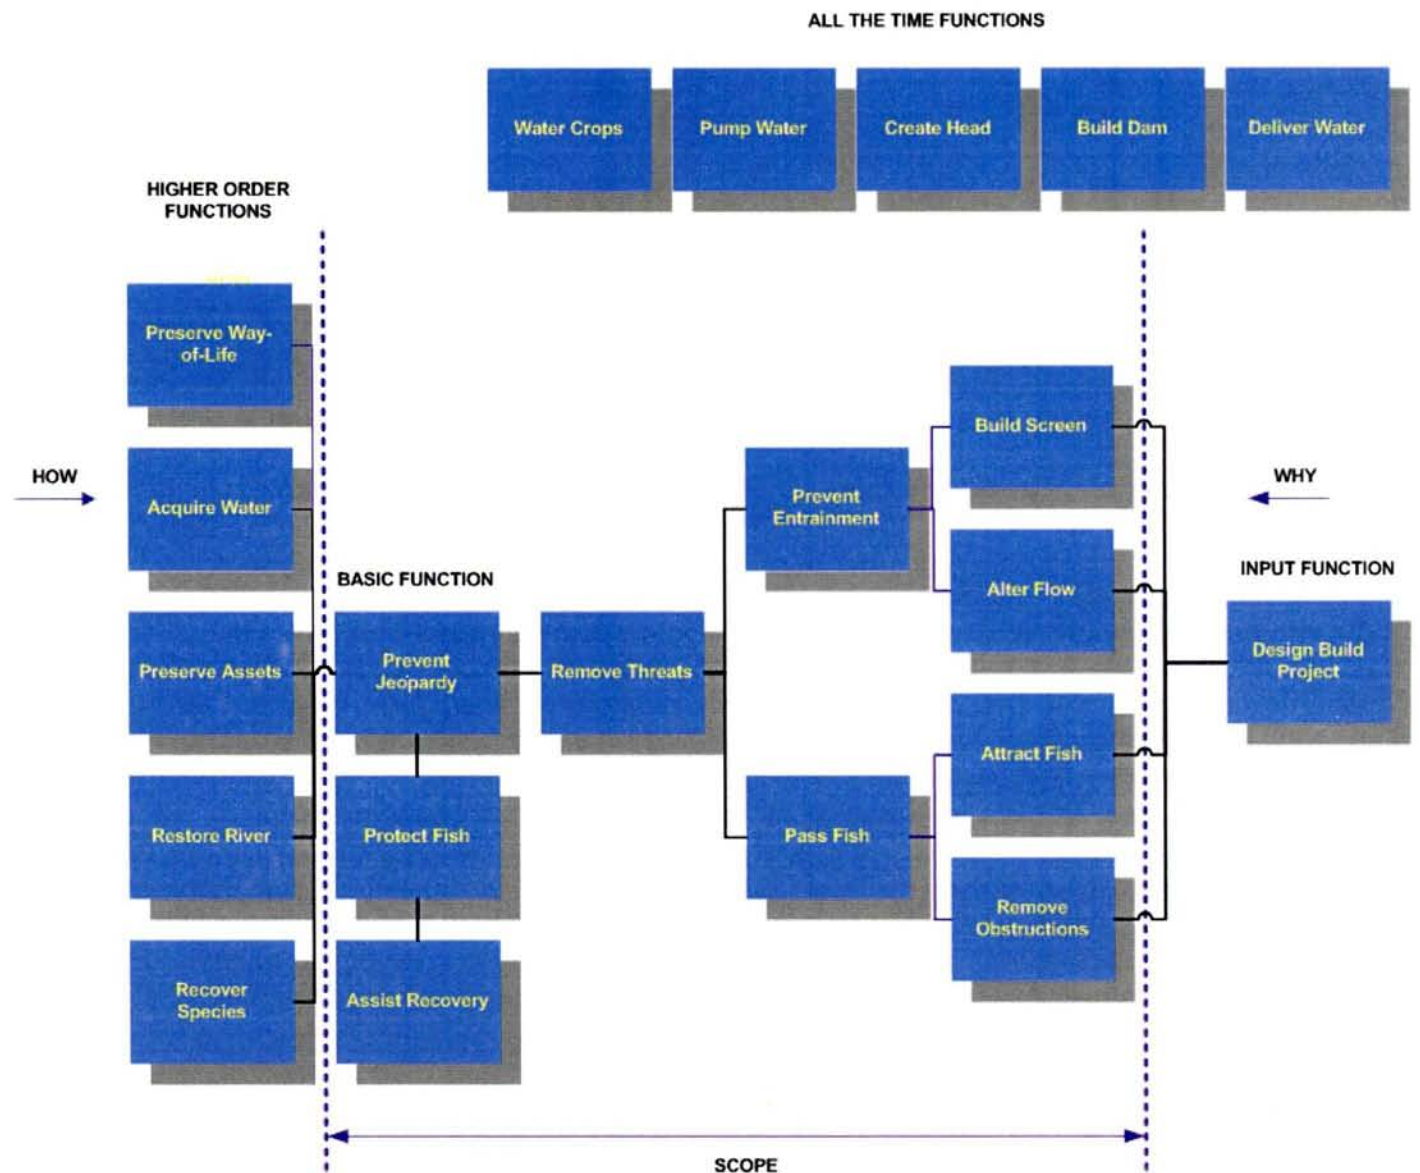 ALL THE TIME FUNCTIONS
Water Crops
Pump Water
Create Head
Build Dam
Deliver Water
HIGHER ORDER
FUNCTIONS
Preserve Way-
of-Life
Acquire Water
Preserve Assets
Restore River
Recover
Species
HOW
BASIC FUNCTION
Prevent
Jeopardy
Protect Fish
Assist Recovery
Remove Threats
Prevent
Entrainment
Pass Fish
Build Screen
Alter Flow
Attract Fish
Remove
Obstructions
WHY
INPUT FUNCTION
Design Build
Project
SCOPE